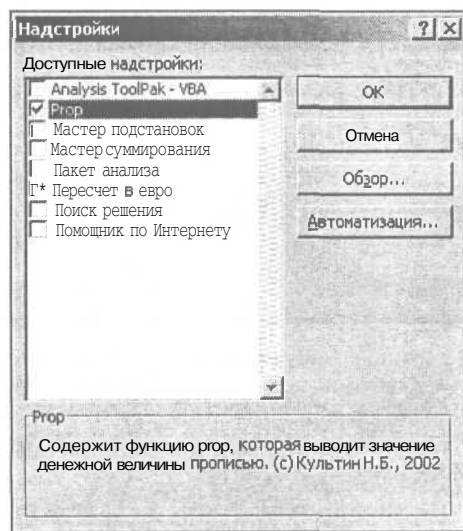 Надстройки
Доступные надстройки:
Analysis ToolPak - VBA
Prop
Мастер подстановок
Мастер суммирования
Пакет анализа
Пересчет в евро
Поиск решения
Помощник по Интернету
ОК
Отмена
Обзор...
Автоматизация...
Prop
Содержит функцию prop, которая выводит значение
денежной величины прописью. (с) Культин Н.Б., 2002